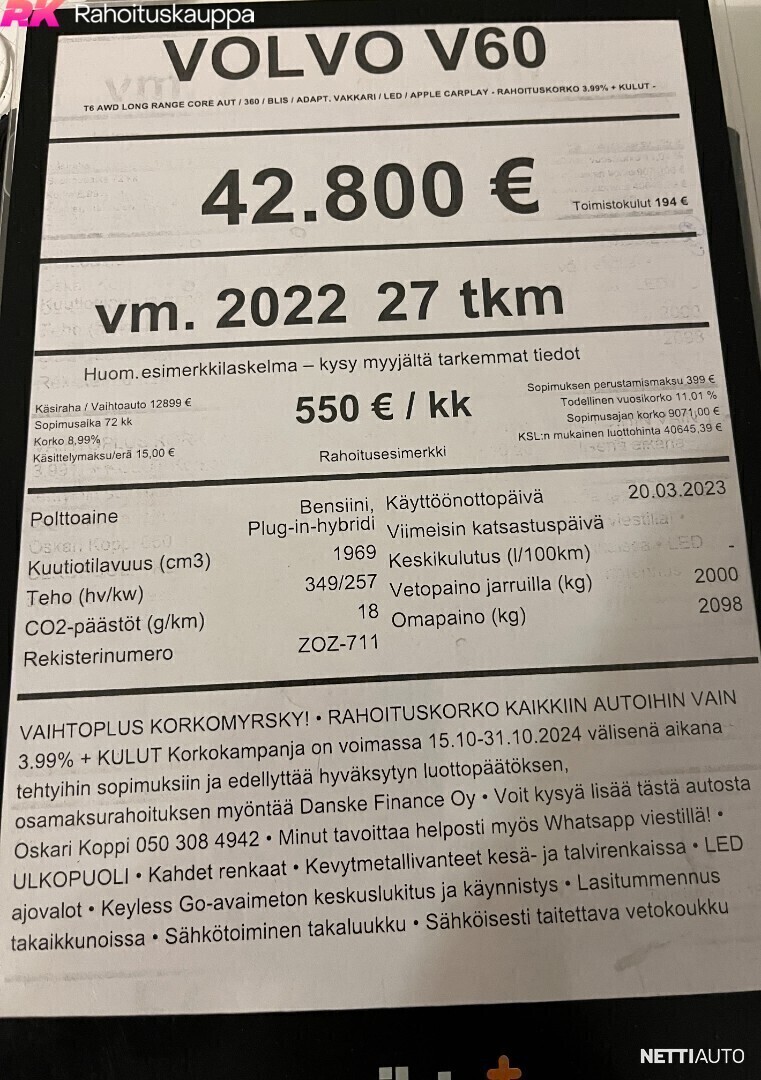 RK Rahoituskauppa
VOLVO V60
T6 AWD LONG RANGE CORE AUT / 360 / BLIS / ADAPT. VAKKARI / LED / APPLE CARPLAY - RAHOITUSKORKO 3.99% + KULUT -
42.800 €
Toimistokulut 194 €
vm. 2022 27 tkm
Huom.esimerkkilaskelma – kysy myyjältä tarkemmat tiedot
Käsiraha / Vaihtoauto 12899 €
Sopimusaika 72 kk
Korko 8,99%
Käsittelymaksu/erä 15,00 €
550 € / kk
Rahoitusesimerkki
Sopimuksen perustamismaksu 399 €
Todellinen vuosikorko 11,01 %
Sopimusajan korko 9071,00 €
KSL:n mukainen luottohinta 40645,39 €
Polttoaine Bensiini, Plug-in-hybridi
Kuutiotilavuus (cm3) 1969
Teho (hv/kw) 349/257
CO2-päästöt (g/km) 18
Rekisterinumero ZOZ-711
Käyttöönottopäivä 20.03.2023
Viimeisin katsastuspäivä
Keskikulutus (l/100km) -
Vetopaino jarruilla (kg) 2000
Omapaino (kg) 2098
VAIHTOPLUS KORKOMYRSKY! • RAHOITUSKORKO KAIKKIIN AUTOIHIN VAIN
3.99% + KULUT Korkokampanja on voimassa 15.10-31.10.2024 välisenä aikana
tehtyihin sopimuksiin ja edellyttää hyväksytyn luottopäätöksen,
osamaksurahoituksen myöntää Danske Finance Oy • Voit kysyä lisää tästä autosta
Oskari Koppi 050 308 4942 • Minut tavoittaa helposti myös Whatsapp viestillä! •
ULKOPUOLI • Kahdet renkaat • Kevytmetallivanteet kesä- ja talvirenkaissa • LED
ajovalot • Keyless Go-avaimeton keskuslukitus ja käynnistys • Lasitummennus
takaikkunoissa • Sähkötoiminen takaluukku • Sähköisesti taitettava vetokoukku
NETTIAUTO